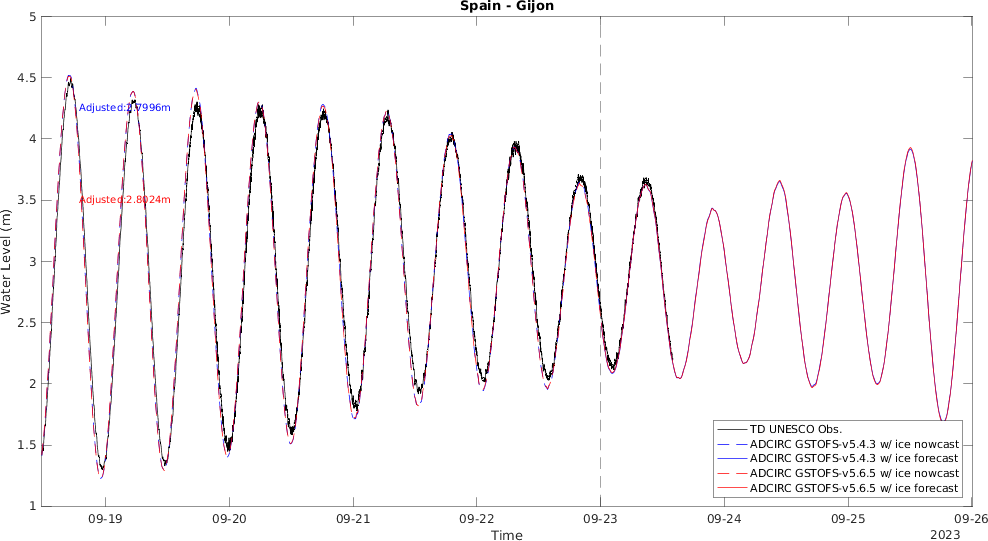 Spain - Gijon
5
4.5
4
3.5
3
2.5
2
1.5
1
Water Level (m)
Adjusted:2.7996m
Adjusted:2.8024m
TD UNESCO Obs.
ADCIRC GSTOFS-v5.4.3 w/ ice nowcast
ADCIRC GSTOFS-v5.4.3 w/ ice forecast
ADCIRC GSTOFS-v5.6.5 w/ ice nowcast
ADCIRC GSTOFS-v5.6.5 w/ ice forecast
09-19 09-20 09-21 09-22 09-23 09-24 09-25 09-26
Time
2023